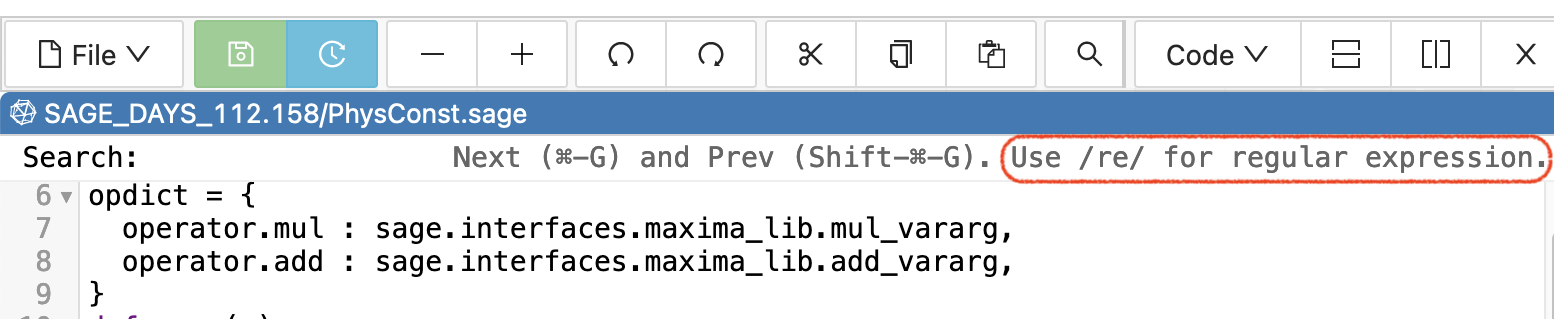 File
Code
X
SAGE_DAYS_112.158/PhysConst.sage
Search: Next (⌘-G) and Prev (Shift-⌘-G). Use /re/ for regular expression.
6 opdict = {
7 operator.mul : sage.interfaces.maxima_lib.mul_vararg,
8 operator.add : sage.interfaces.maxima_lib.add_vararg,
9 }